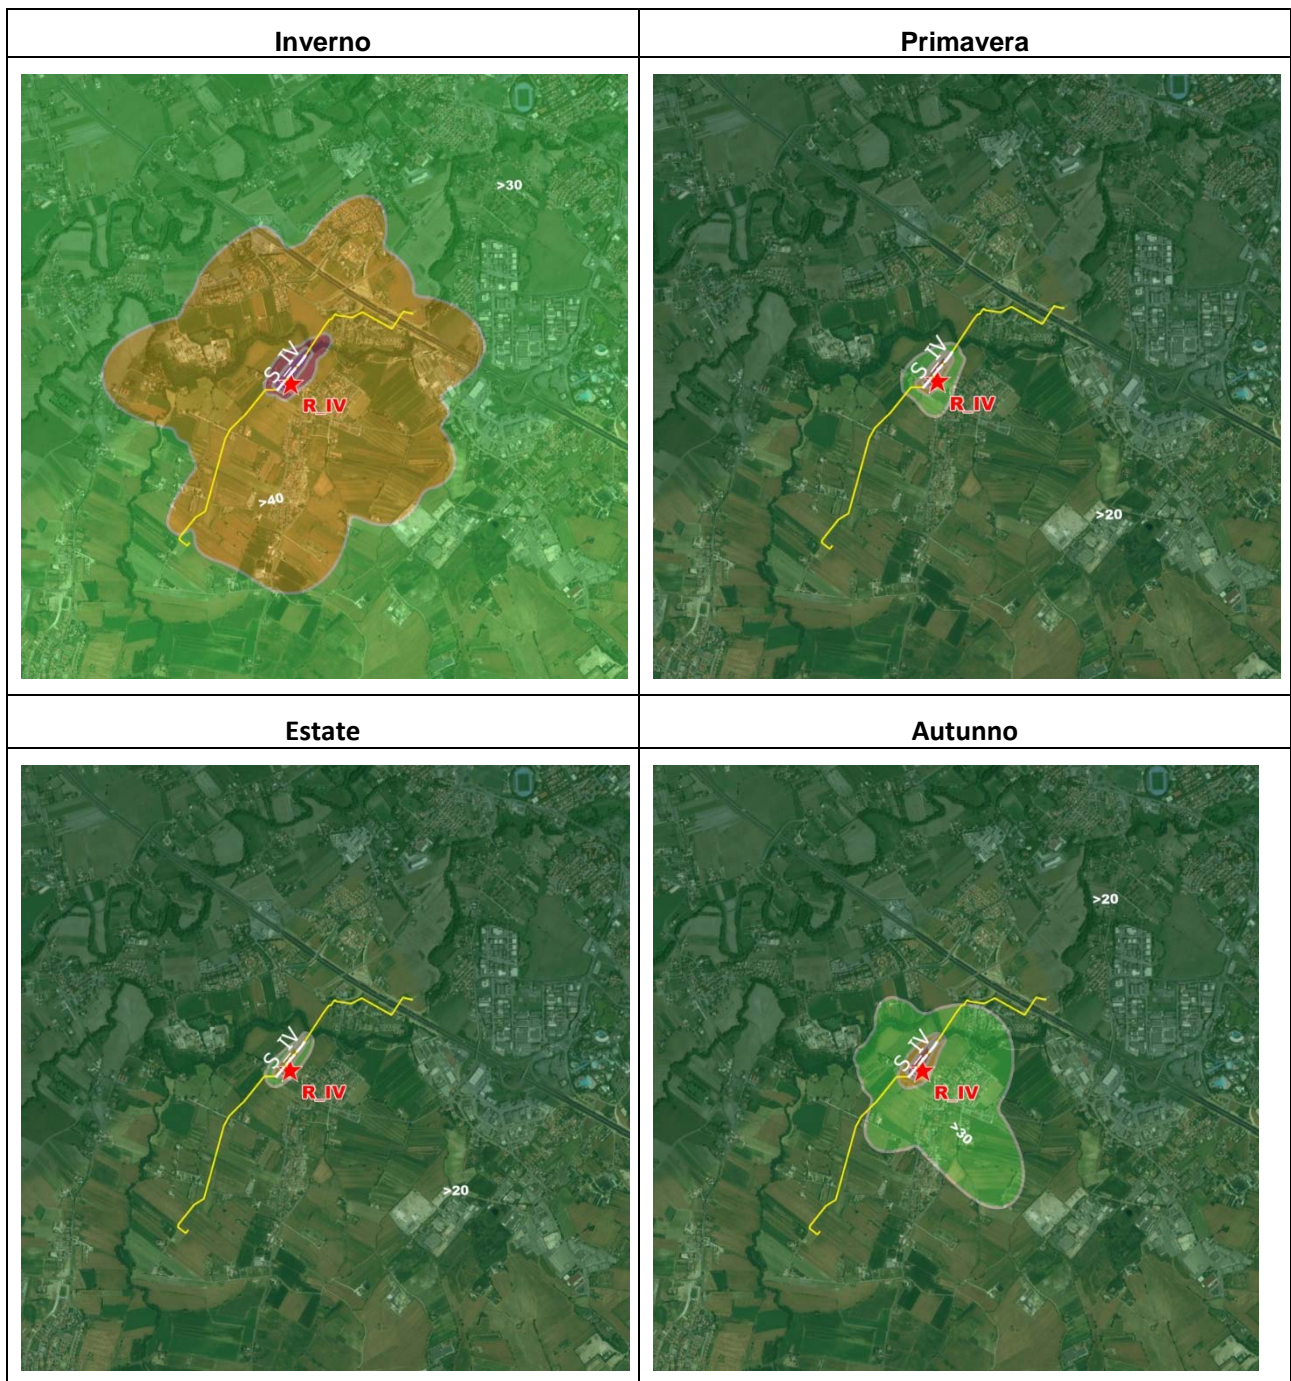 Inverno
Primavera
>30
S_IV
R_IV
>40
S_IV
R_IV
>20
Estate
Autunno
S_IV
R_IV
>20
>20
S_IV
R_IV
>30